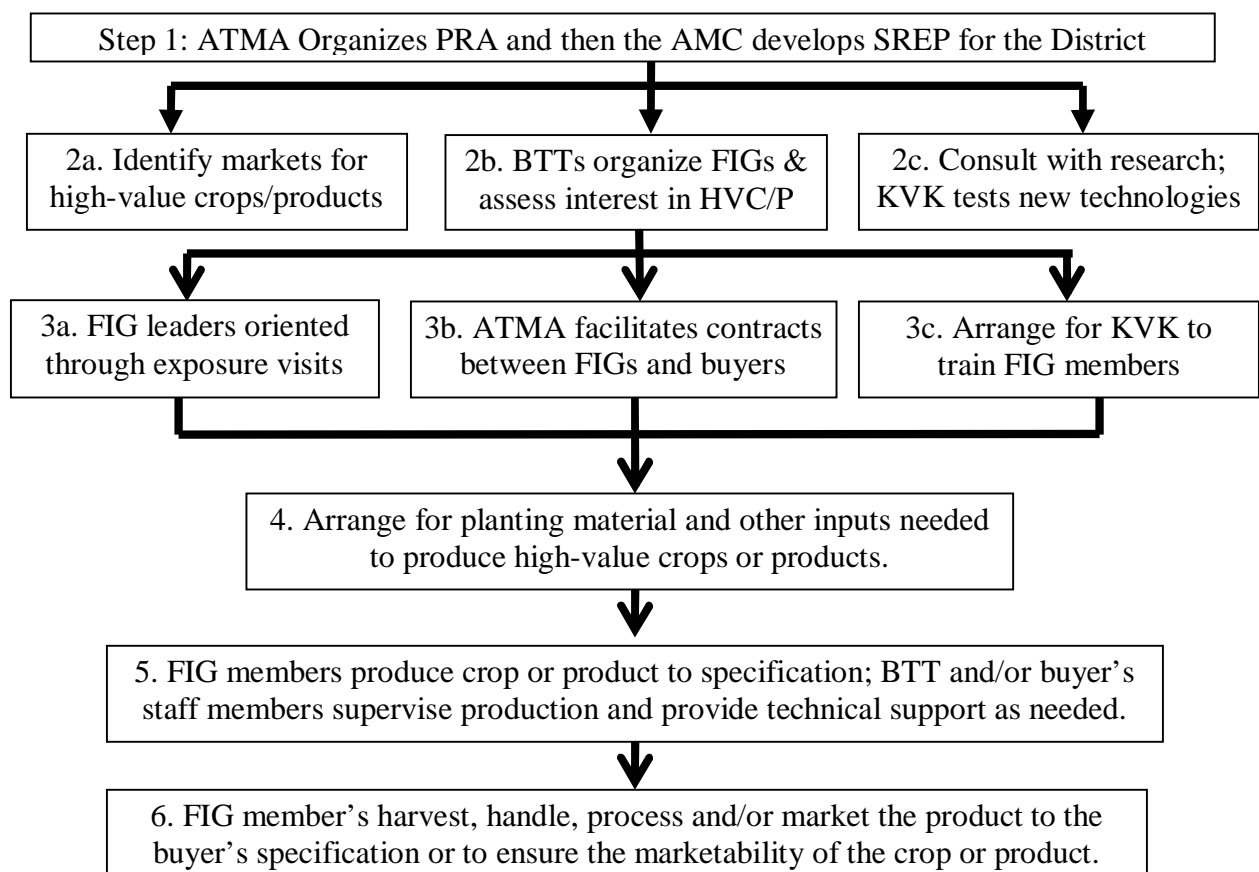 Step 1: ATMA Organizes PRA and then the AMC develops SREP for the District
2a. Identify markets for
high-value crops/products
2b. BTTs organize FIGs &
assess interest in HVC/P
2c. Consult with research;
KVK tests new technologies
3a. FIG leaders oriented
through exposure visits
3b. ATMA facilitates contracts
between FIGs and buyers
3c. Arrange for KVK to
train FIG members
4. Arrange for planting material and other inputs needed
to produce high-value crops or products.
5. FIG members produce crop or product to specification; BTT and/or buyer’s
staff members supervise production and provide technical support as needed.
6. FIG member’s harvest, handle, process and/or market the product to the
buyer’s specification or to ensure the marketability of the crop or product.